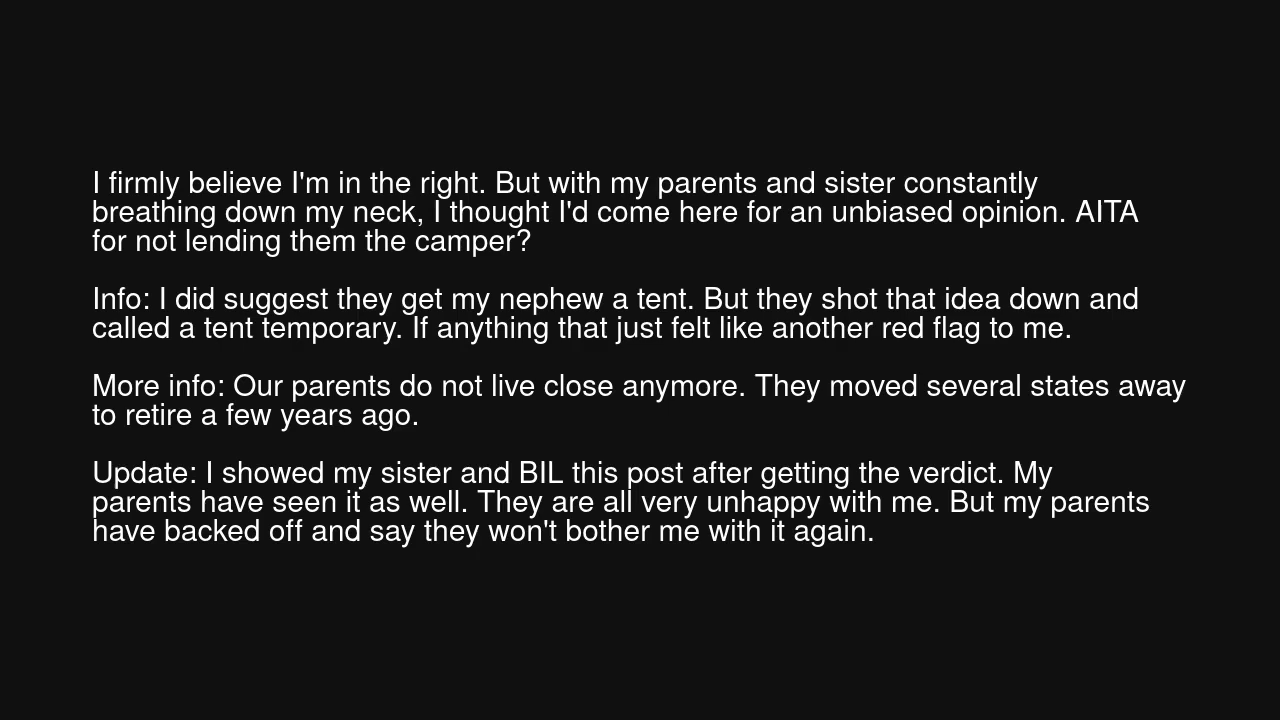 I firmly believe I'm in the right. But with my parents and sister constantly
breathing down my neck, I thought I'd come here for an unbiased opinion. AITA
for not lending them the camper?
Info: I did suggest they get my nephew a tent. But they shot that idea down and
called a tent temporary. If anything that just felt like another red flag to me.
More info: Our parents do not live close anymore. They moved several states away
to retire a few years ago.
Update: I showed my sister and BIL this post after getting the verdict. My
parents have seen it as well. They are all very unhappy with me. But my parents
have backed off and say they won't bother me with it again.